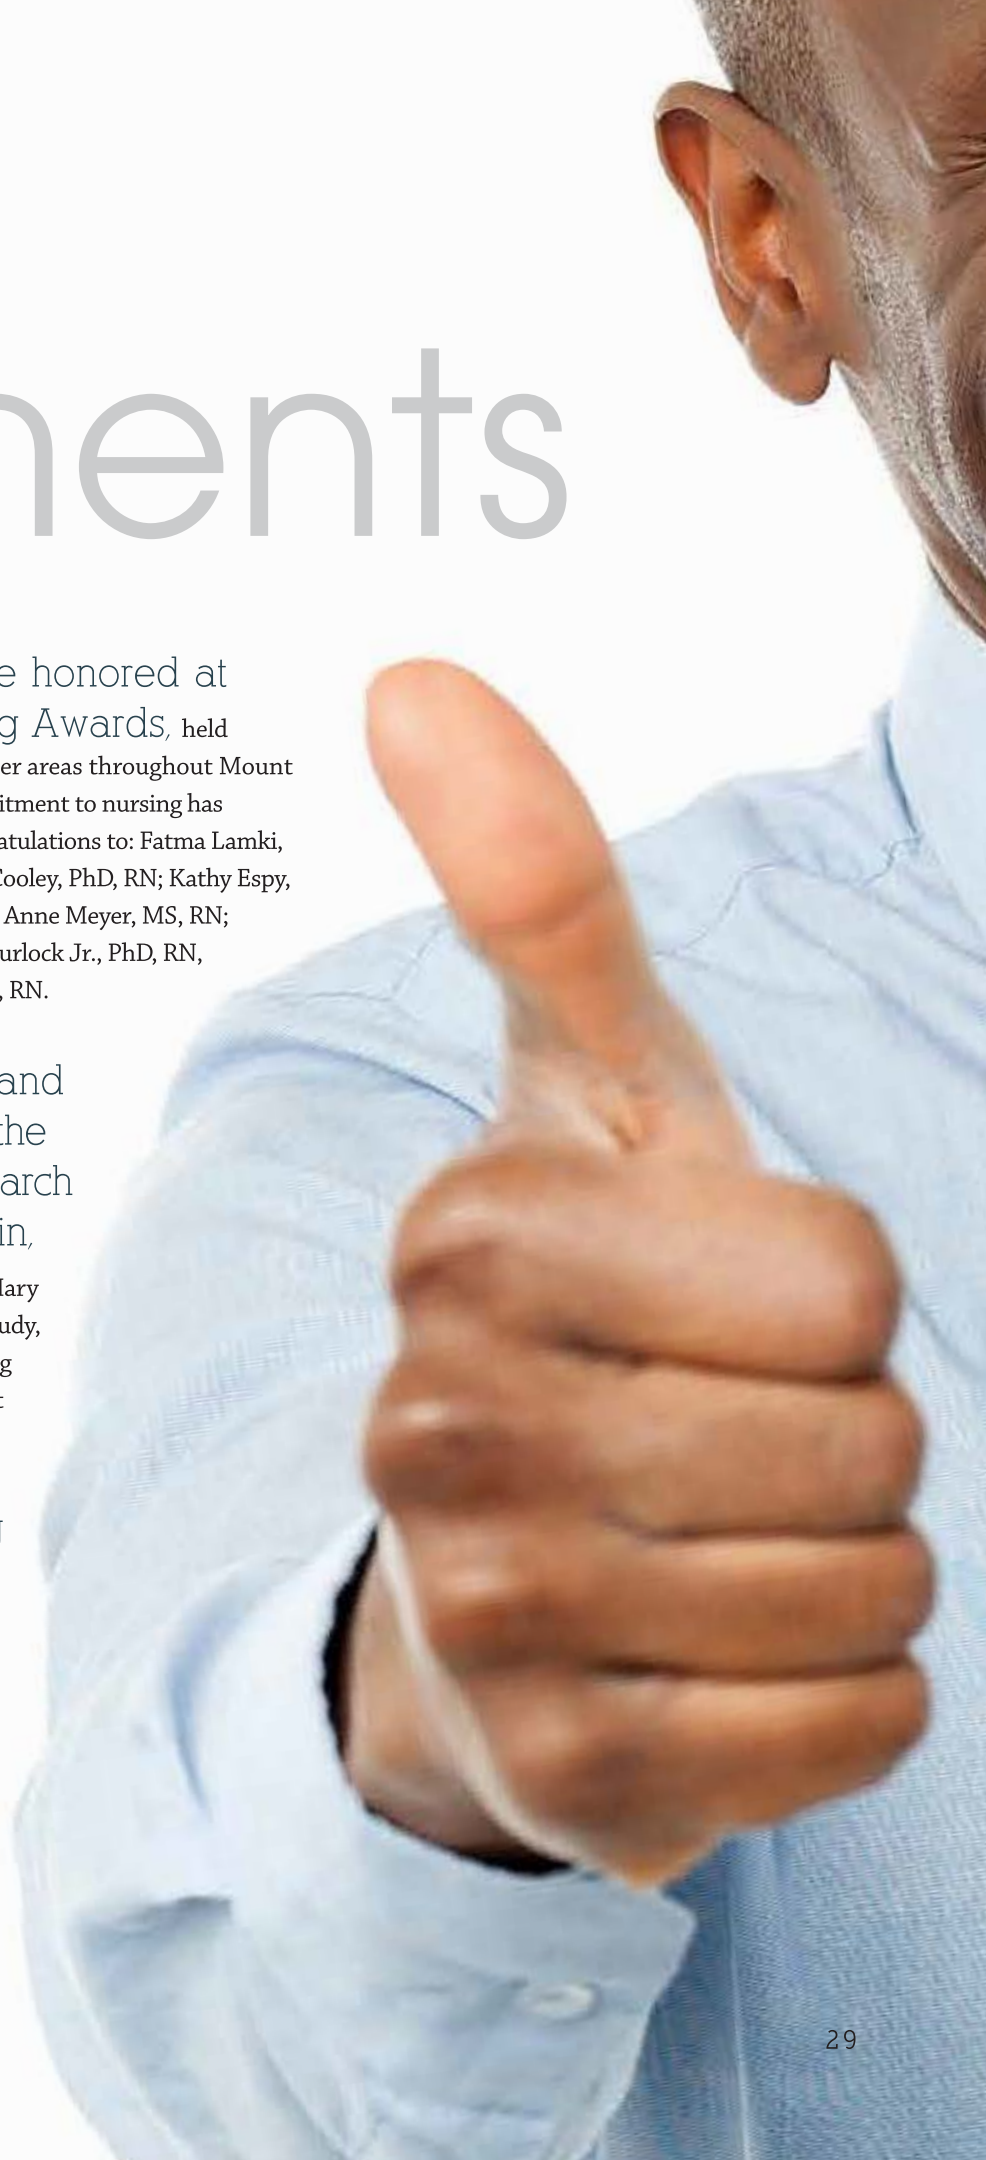 nents
e honored at
g Awards, held
er areas throughout Mount
itment to nursing has
atulations to: Fatma Lamki,
Cooley, PhD, RN; Kathy Espy,
Anne Meyer, MS, RN;
urlock Jr., PhD, RN,
, RN.
and
the
arch
in,
Mary
udy,
g
t
29